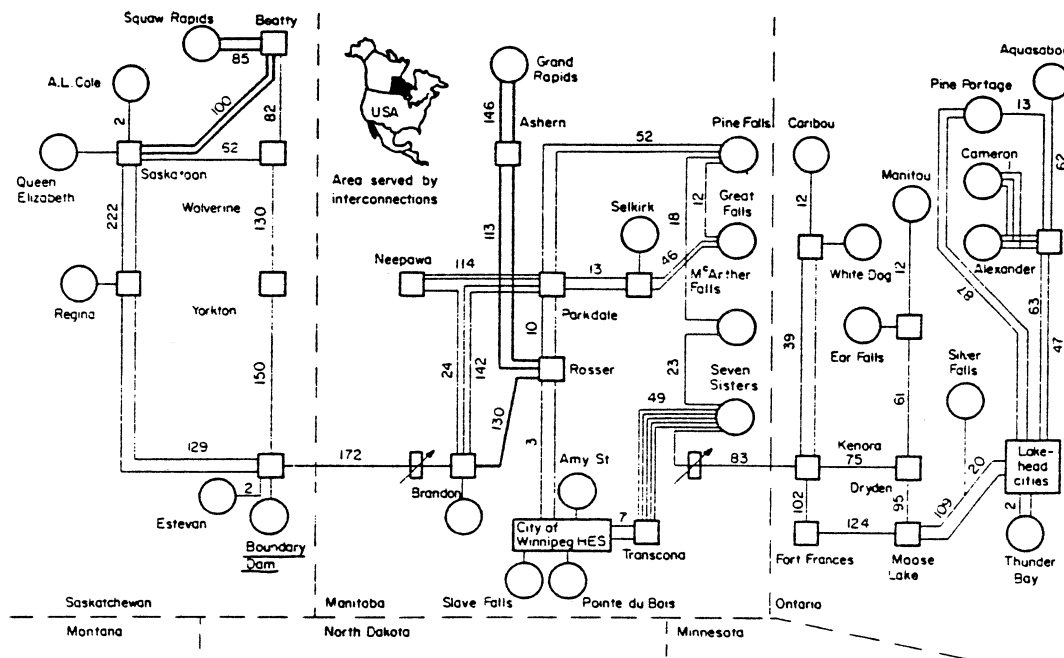 Squaw Rapids
Beatty
85
A.L. Cole
2
100
82
Queen
Elizabeth
Saskatoon
62
222
Wolverine
130
Regina
Yorkton
150
129
2
Estevan
Boundary
Dam
Saskatchewan
Montana
USA
Area served by
interconnections
Grand
Rapids
146
Ashern
113
52
Pine Falls
12
18
Great
Falls
Selkirk
46
McArther
Falls
Neepawa
114
13
Parkdale
24
142
10
Rosser
23
Seven
Sisters
49
130
3
172
Brandon
Amy St
7
City of
Winnipeg HES
Transcona
83
Slave Falls
Pointe du Bois
Manitoba
North Dakota
Minnesota
Caribou
12
White Dog
Manitou
12
Ear Falls
39
61
Kenora
75
Dryden
102
95
124
Fort Frances
Moose
Lake
Silver
Falls
109
20
Ontario
Aquasabon
Pine Portage
13
Cameron
62
Alexander
87
63
47
Lake-
head
cities
2
Thunder
Bay